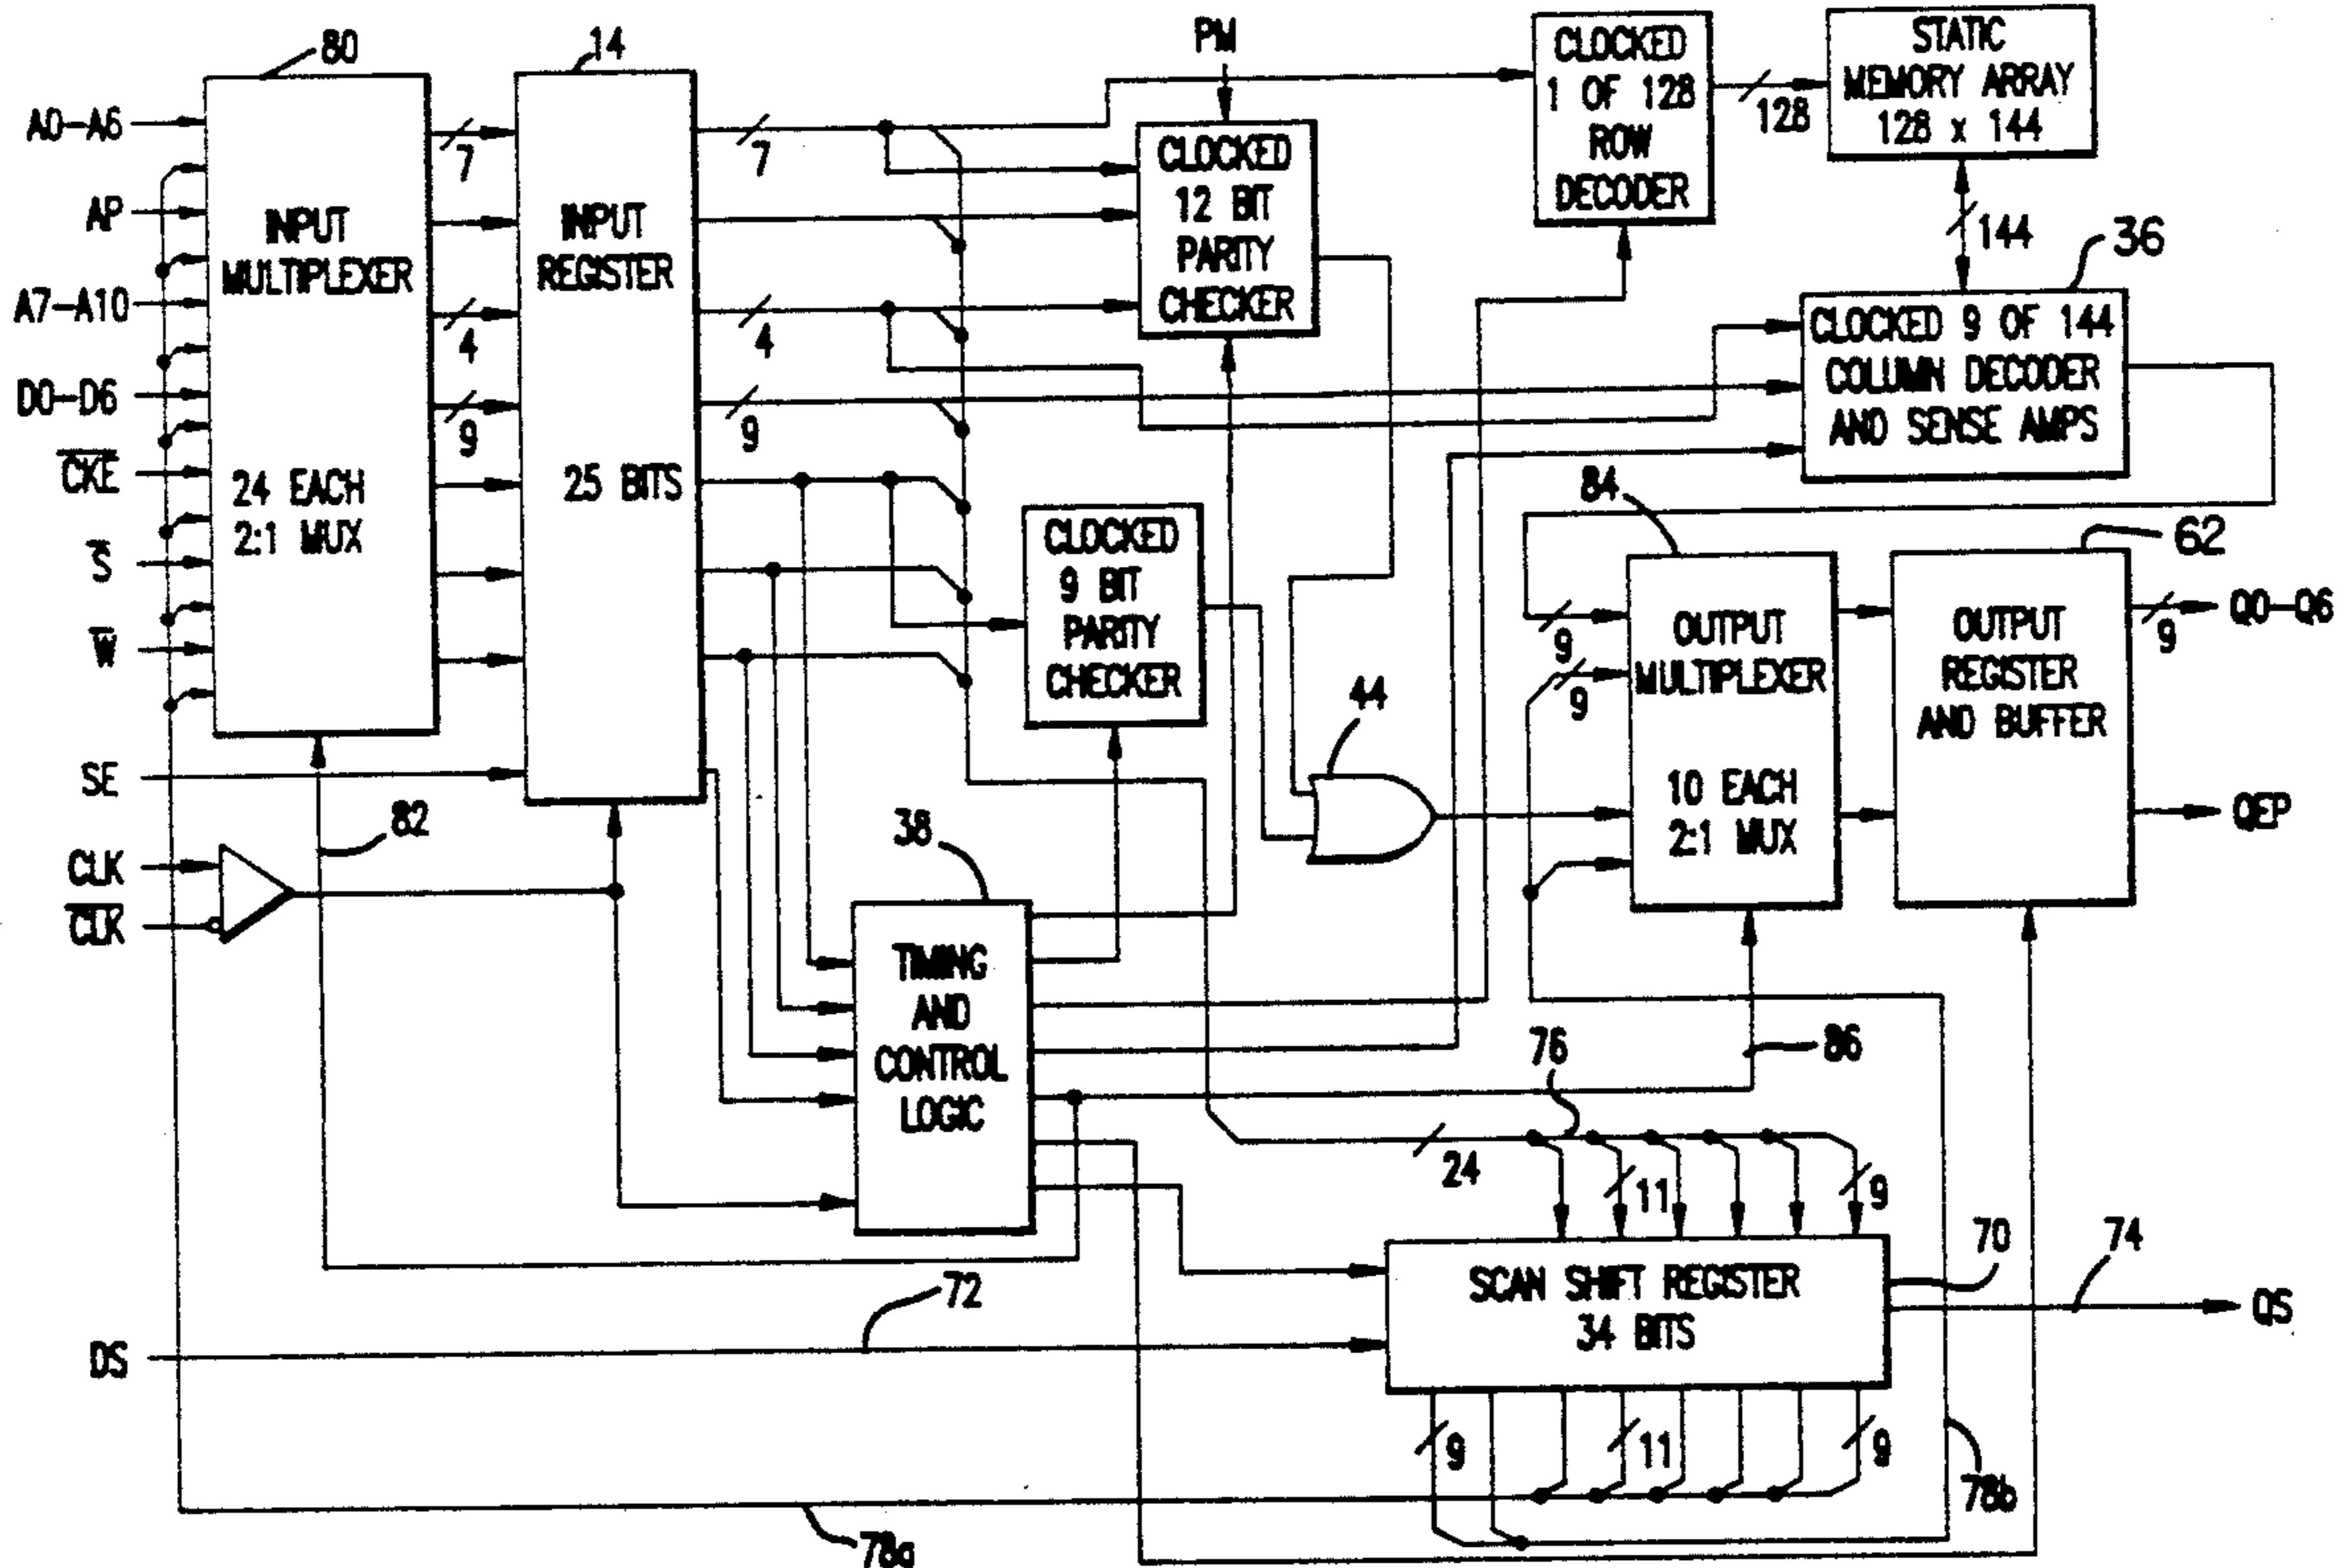 80
14
PM
CLOCKED
1 OF 128
ROW
DECODER
128
STATIC
MEMORY ARRAY
128 x 144
A0-A6
AP
A7-A10
D0-D6
C̅K̅E̅
S̅
W̅
SE
CLK
C̅L̅K̅
DS
INPUT
MULTIPLEXER
24 EACH
2:1 MUX
7
4
9
INPUT
REGISTER
25 BITS
7
4
9
CLOCKED
12 BIT
PARITY
CHECKER
144
36
CLOCKED 9 OF 144
COLUMN DECODER
AND SENSE AMPS
CLOCKED
9 BIT
PARITY
CHECKER
84
62
9
9
OUTPUT
MULTIPLEXER
10 EACH
2:1 MUX
OUTPUT
REGISTER
AND BUFFER
9
Q0-Q6
QEP
44
82
38
TIMING
AND
CONTROL
LOGIC
86
76
24
11
9
70
74
QS
SCAN SHIFT REGISTER
34 BITS
72
9
11
9
78a
78b